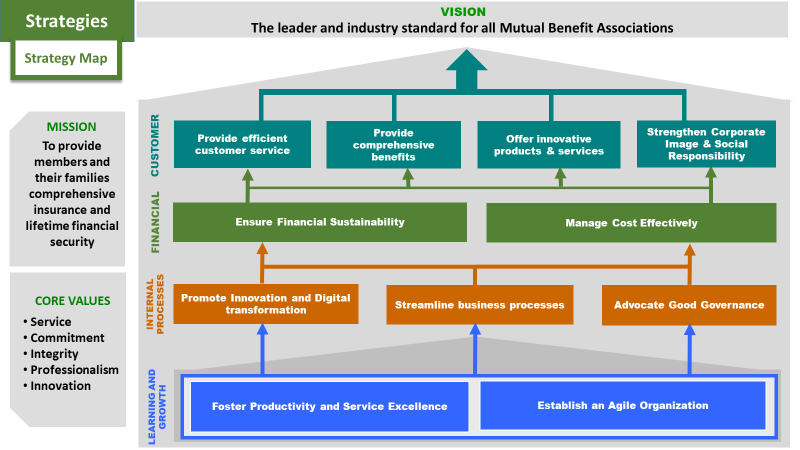 Strategies
Strategy Map
VISION
The leader and industry standard for all Mutual Benefit Associations
MISSION
To provide
members and
their families
comprehensive
insurance and
lifetime financial
security
CORE VALUES
• Service
• Commitment
• Integrity
• Professionalism
• Innovation
CUSTOMER
Provide efficient
customer service
Provide
comprehensive
benefits
Offer innovative
products & services
Strengthen Corporate
Image & Social
Responsibility
FINANCIAL
Ensure Financial Sustainability
Manage Cost Effectively
INTERNAL
PROCESSES
Promote Innovation and Digital
transformation
Streamline business processes
Advocate Good Governance
LEARNING AND
GROWTH
Foster Productivity and Service Excellence
Establish an Agile Organization